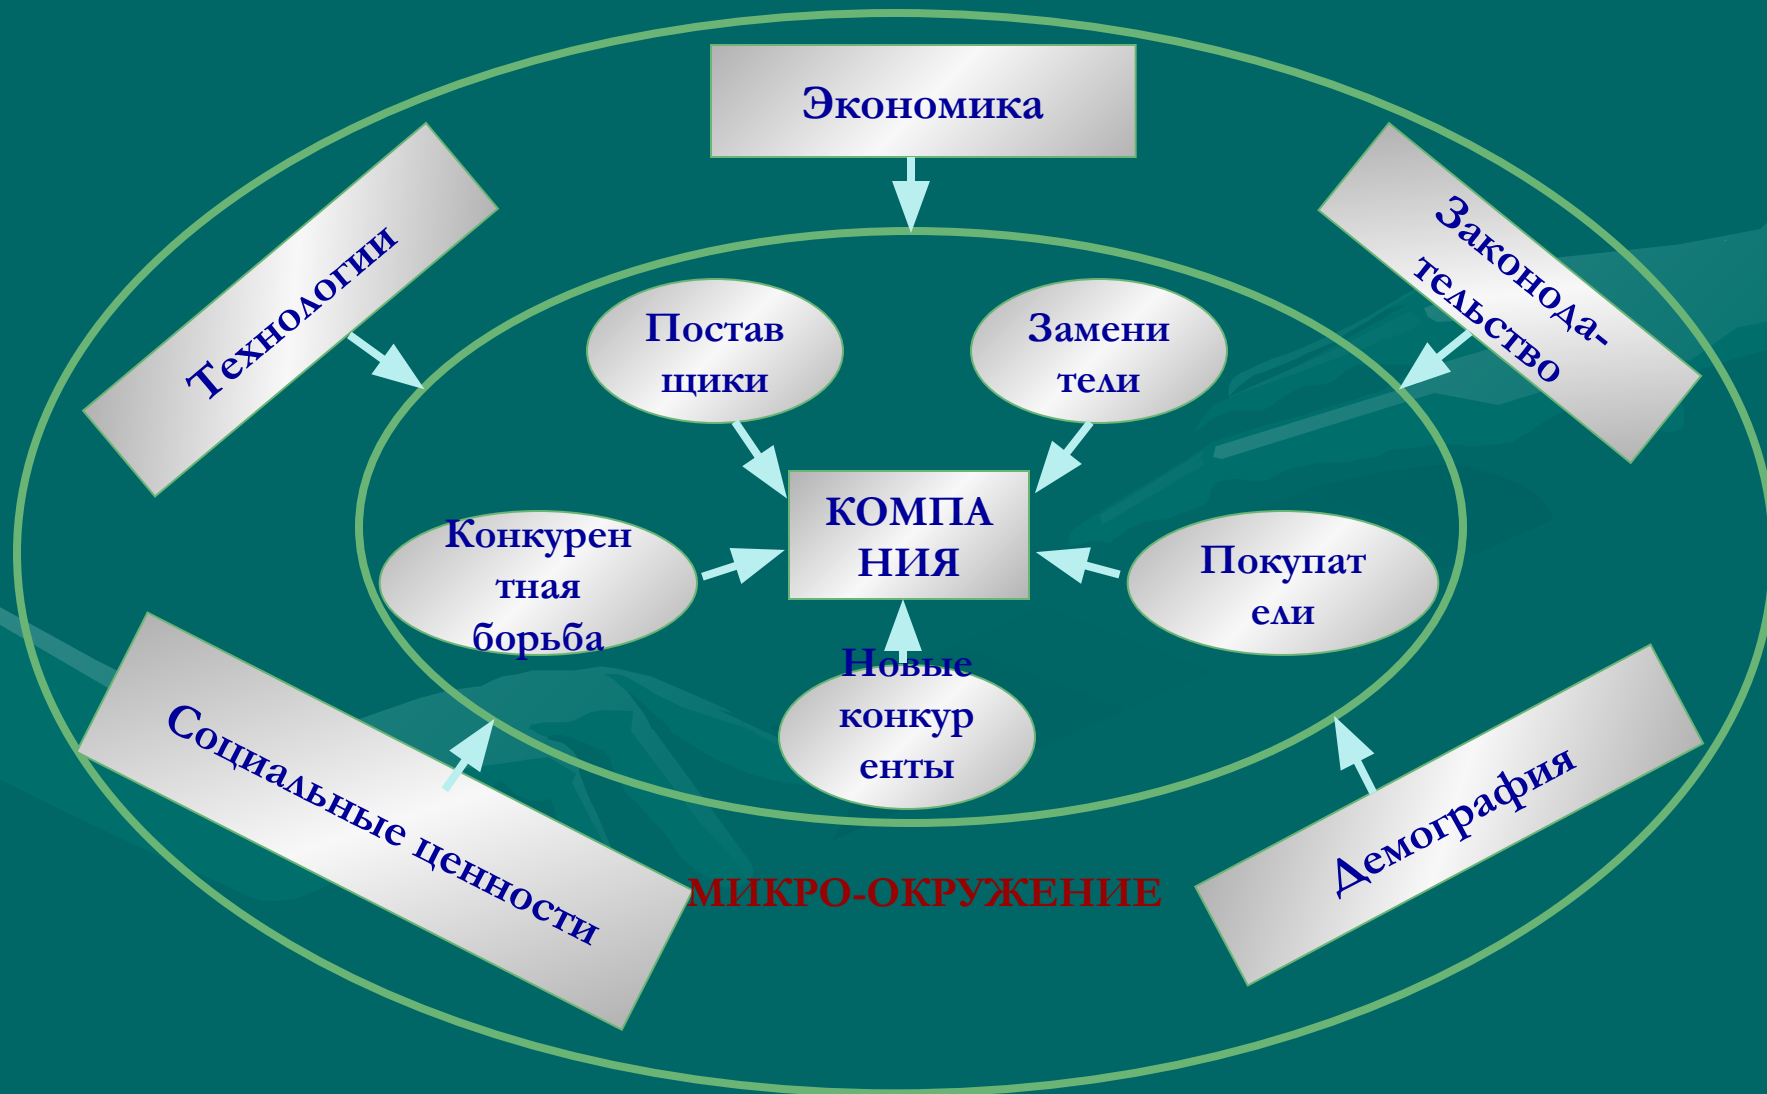 Экономика
Технологии
Законода-
тельство
Постав
щики
Замени
тели
КОМПА
НИЯ
Конкурен
тная
борьба
Покупат
ели
Новые
конкур
енты
Социальные ценности
Демография
МИКРО-ОКРУЖЕНИЕ